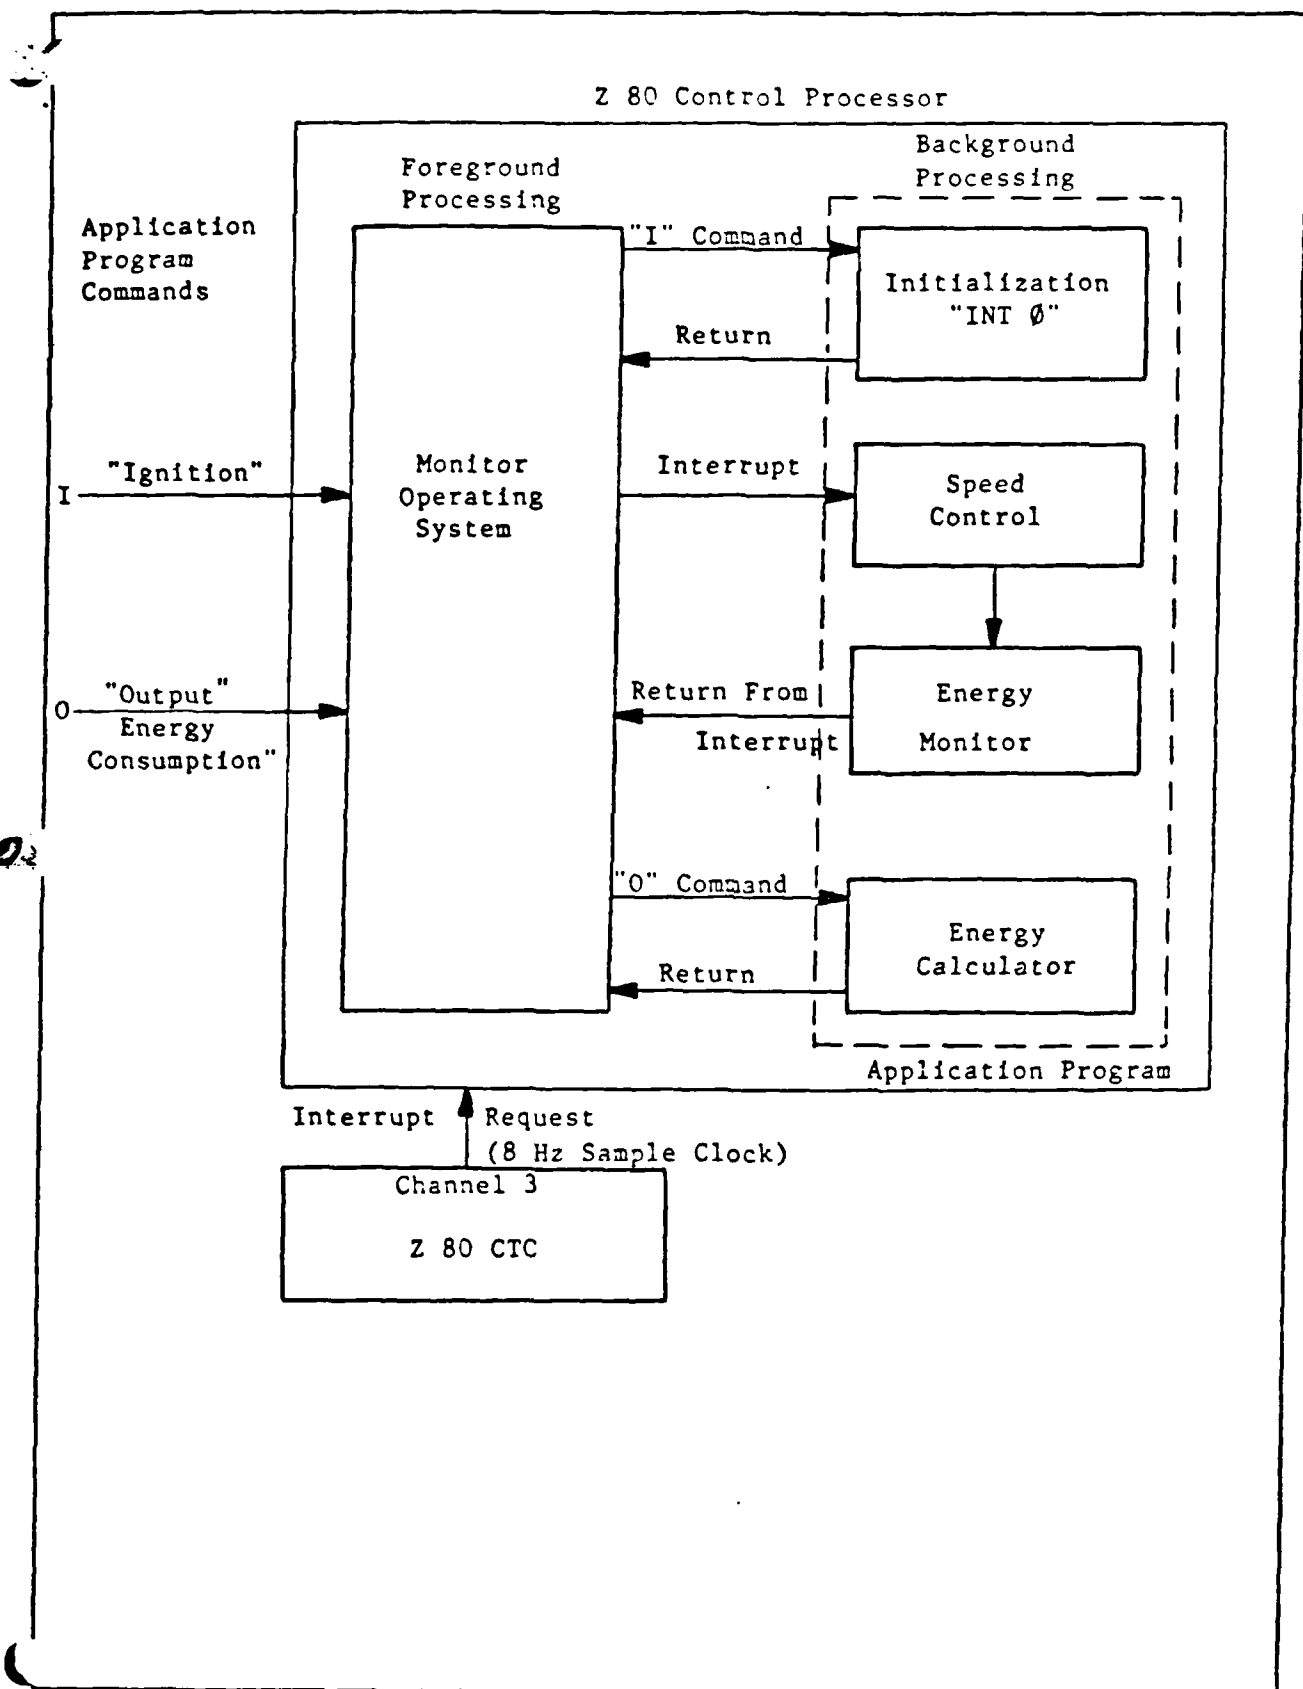 Z 80 Control Processor
Foreground
Processing
Background
Processing
Application
Program
Commands
"I" Command
Initialization
"INT Ø"
Return
I
"Ignition"
Monitor
Operating
System
Interrupt
Speed
Control
O
"Output"
Energy
Consumption"
Return From
Interrupt
Energy
Monitor
"O" Command
Energy
Calculator
Return
Application Program
Interrupt Request
(8 Hz Sample Clock)
Channel 3
Z 80 CTC